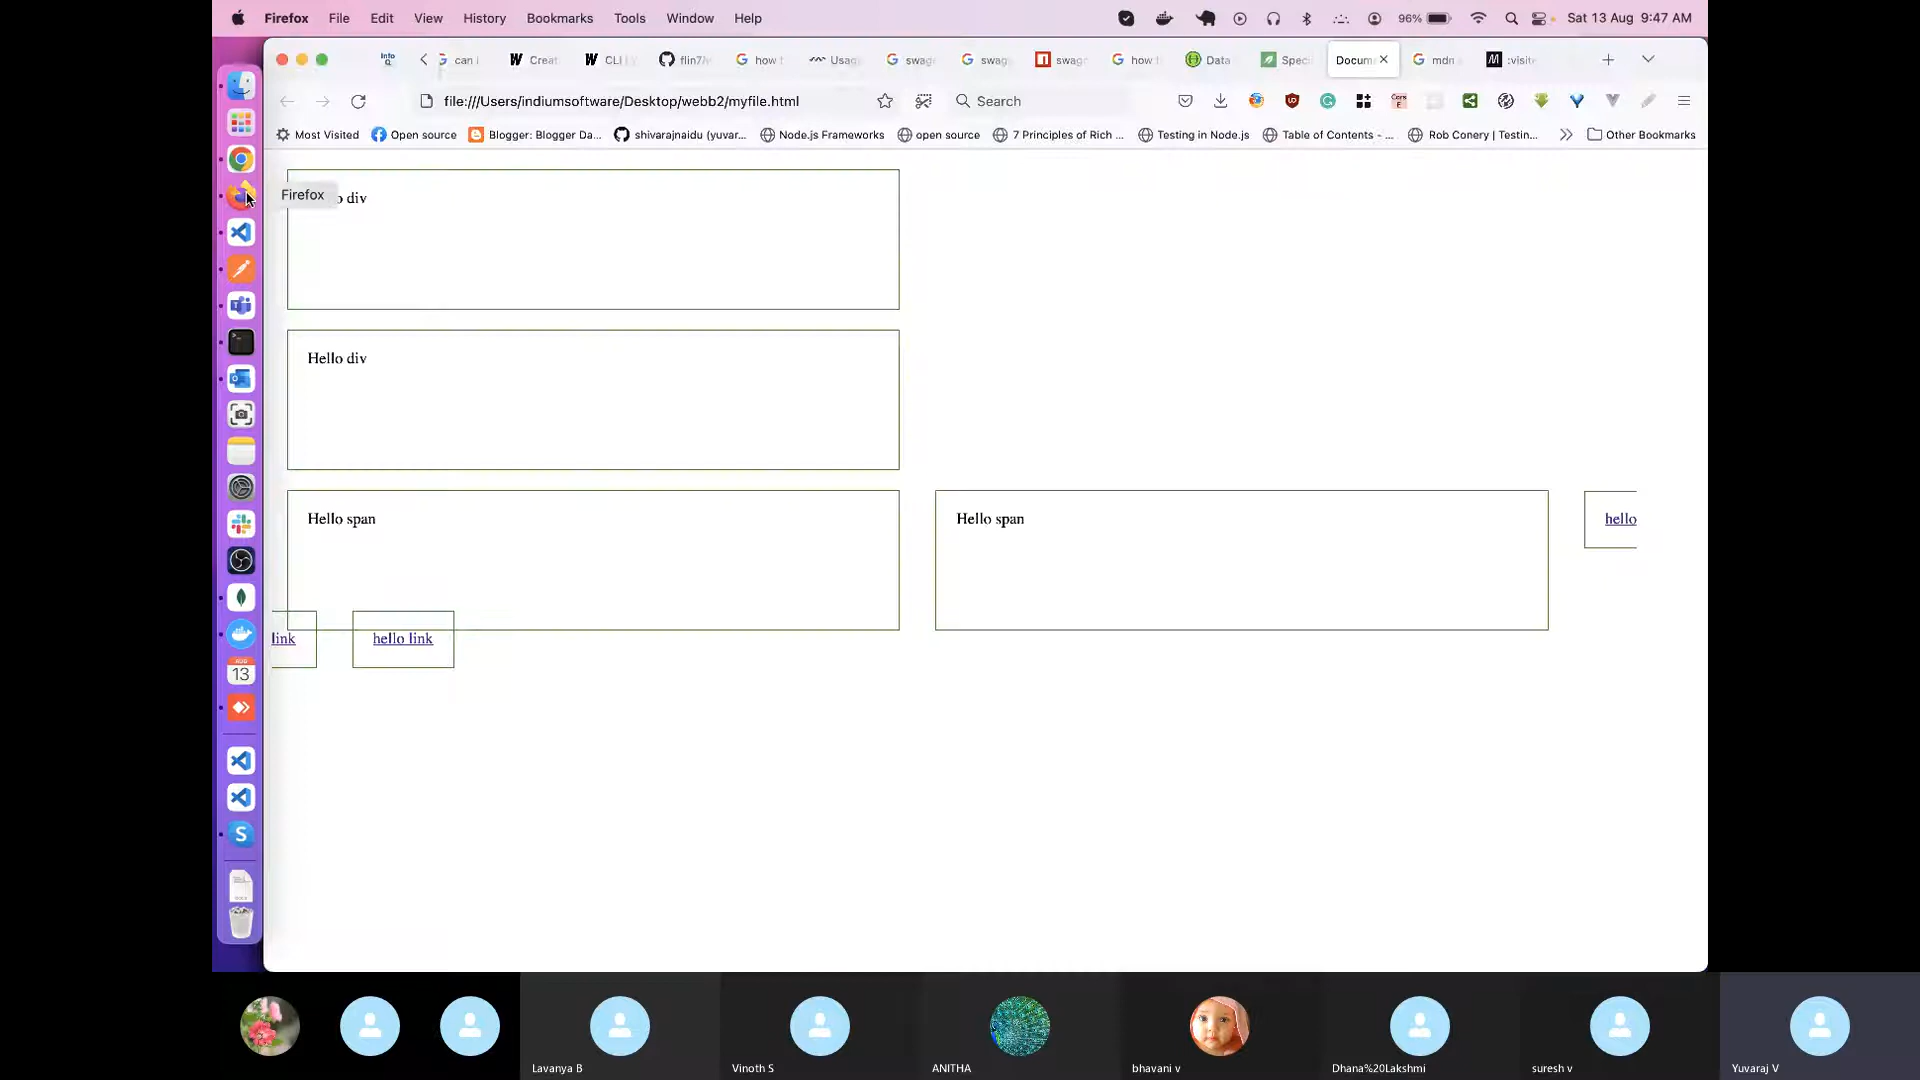 Firefox File Edit View History Bookmarks Tools Window Help 96% Sat 13 Aug 9:47 AM
Info Q can i Creat CLI | flin7/ how t Usag swag swag swag how t Data Speci Docum mdn :visite
file:///Users/indiumsoftware/Desktop/webb2/myfile.html Search
Most Visited Open source Blogger: Blogger Da... shivarajnaidu (yuvar... Node.js Frameworks open source 7 Principles of Rich ... Testing in Node.js Table of Contents - ... Rob Conery | Testin... Other Bookmarks
Firefox
div
Hello div
Hello span Hello span hello
link hello link
AUG
13
S
Lavanya B Vinoth S ANITHA bhavani v Dhana%20Lakshmi suresh v Yuvaraj V